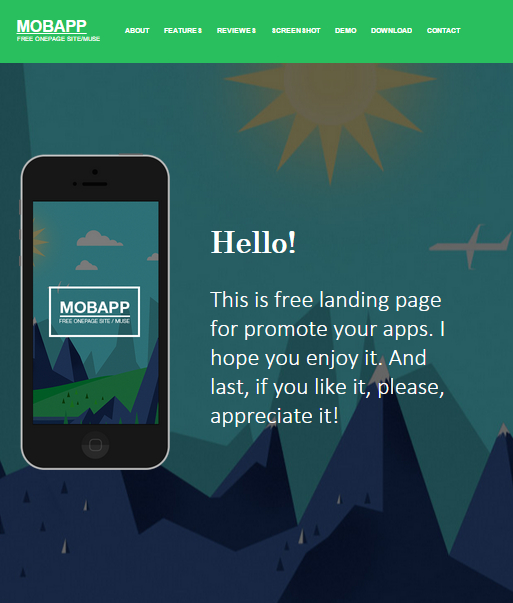 MOBAPP
FREE ONEPAGE SITE/MUSE
ABOUT
FEATURES
REVIEWES
SCREENSHOT
DEMO
DOWNLOAD
CONTACT
MOBAPP
FREE ONEPAGE SITE / MUSE
Hello!
This is free landing page
for promote your apps. I
hope you enjoy it. And
last, if you like it, please,
appreciate it!